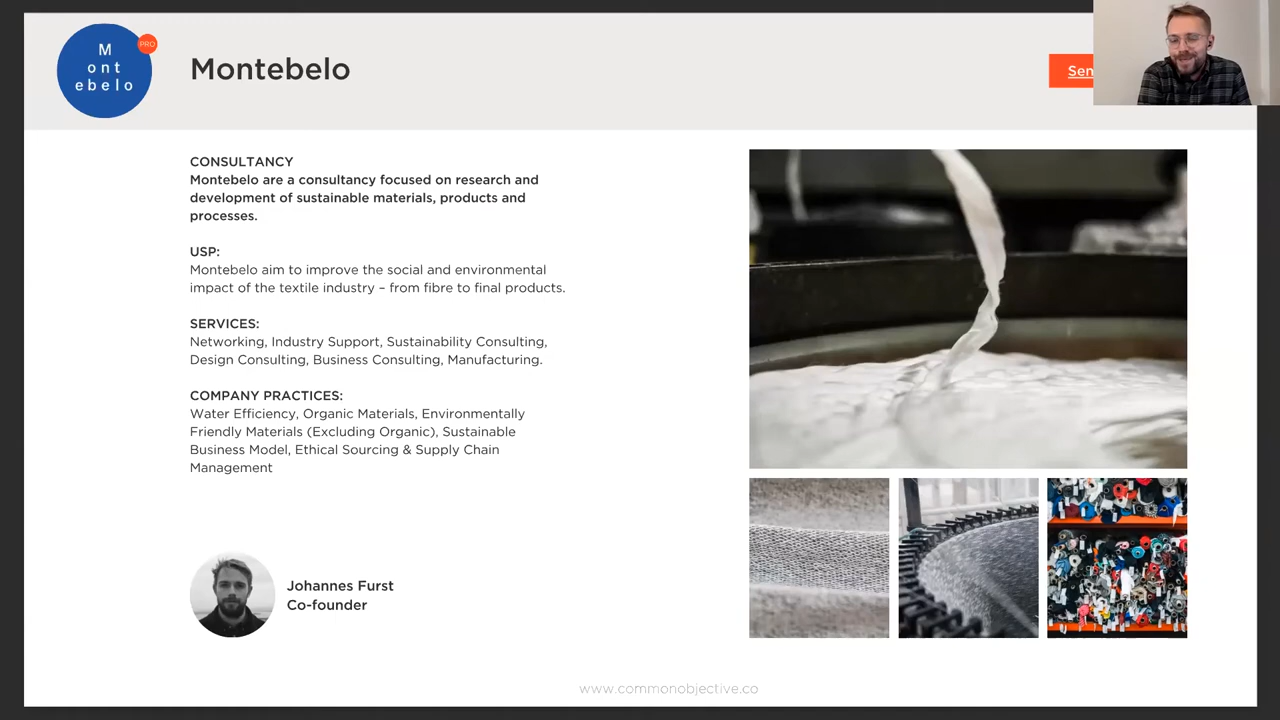 M
ont
ebelo
PRO
Montebelo
CONSULTANCY
Montebelo are a consultancy focused on research and
development of sustainable materials, products and
processes.
USP:
Montebelo aim to improve the social and environmental
impact of the textile industry – from fibre to final products.
SERVICES:
Networking, Industry Support, Sustainability Consulting,
Design Consulting, Business Consulting, Manufacturing.
COMPANY PRACTICES:
Water Efficiency, Organic Materials, Environmentally
Friendly Materials (Excluding Organic), Sustainable
Business Model, Ethical Sourcing & Supply Chain
Management
Johannes Furst
Co-founder
www.commonobjective.co